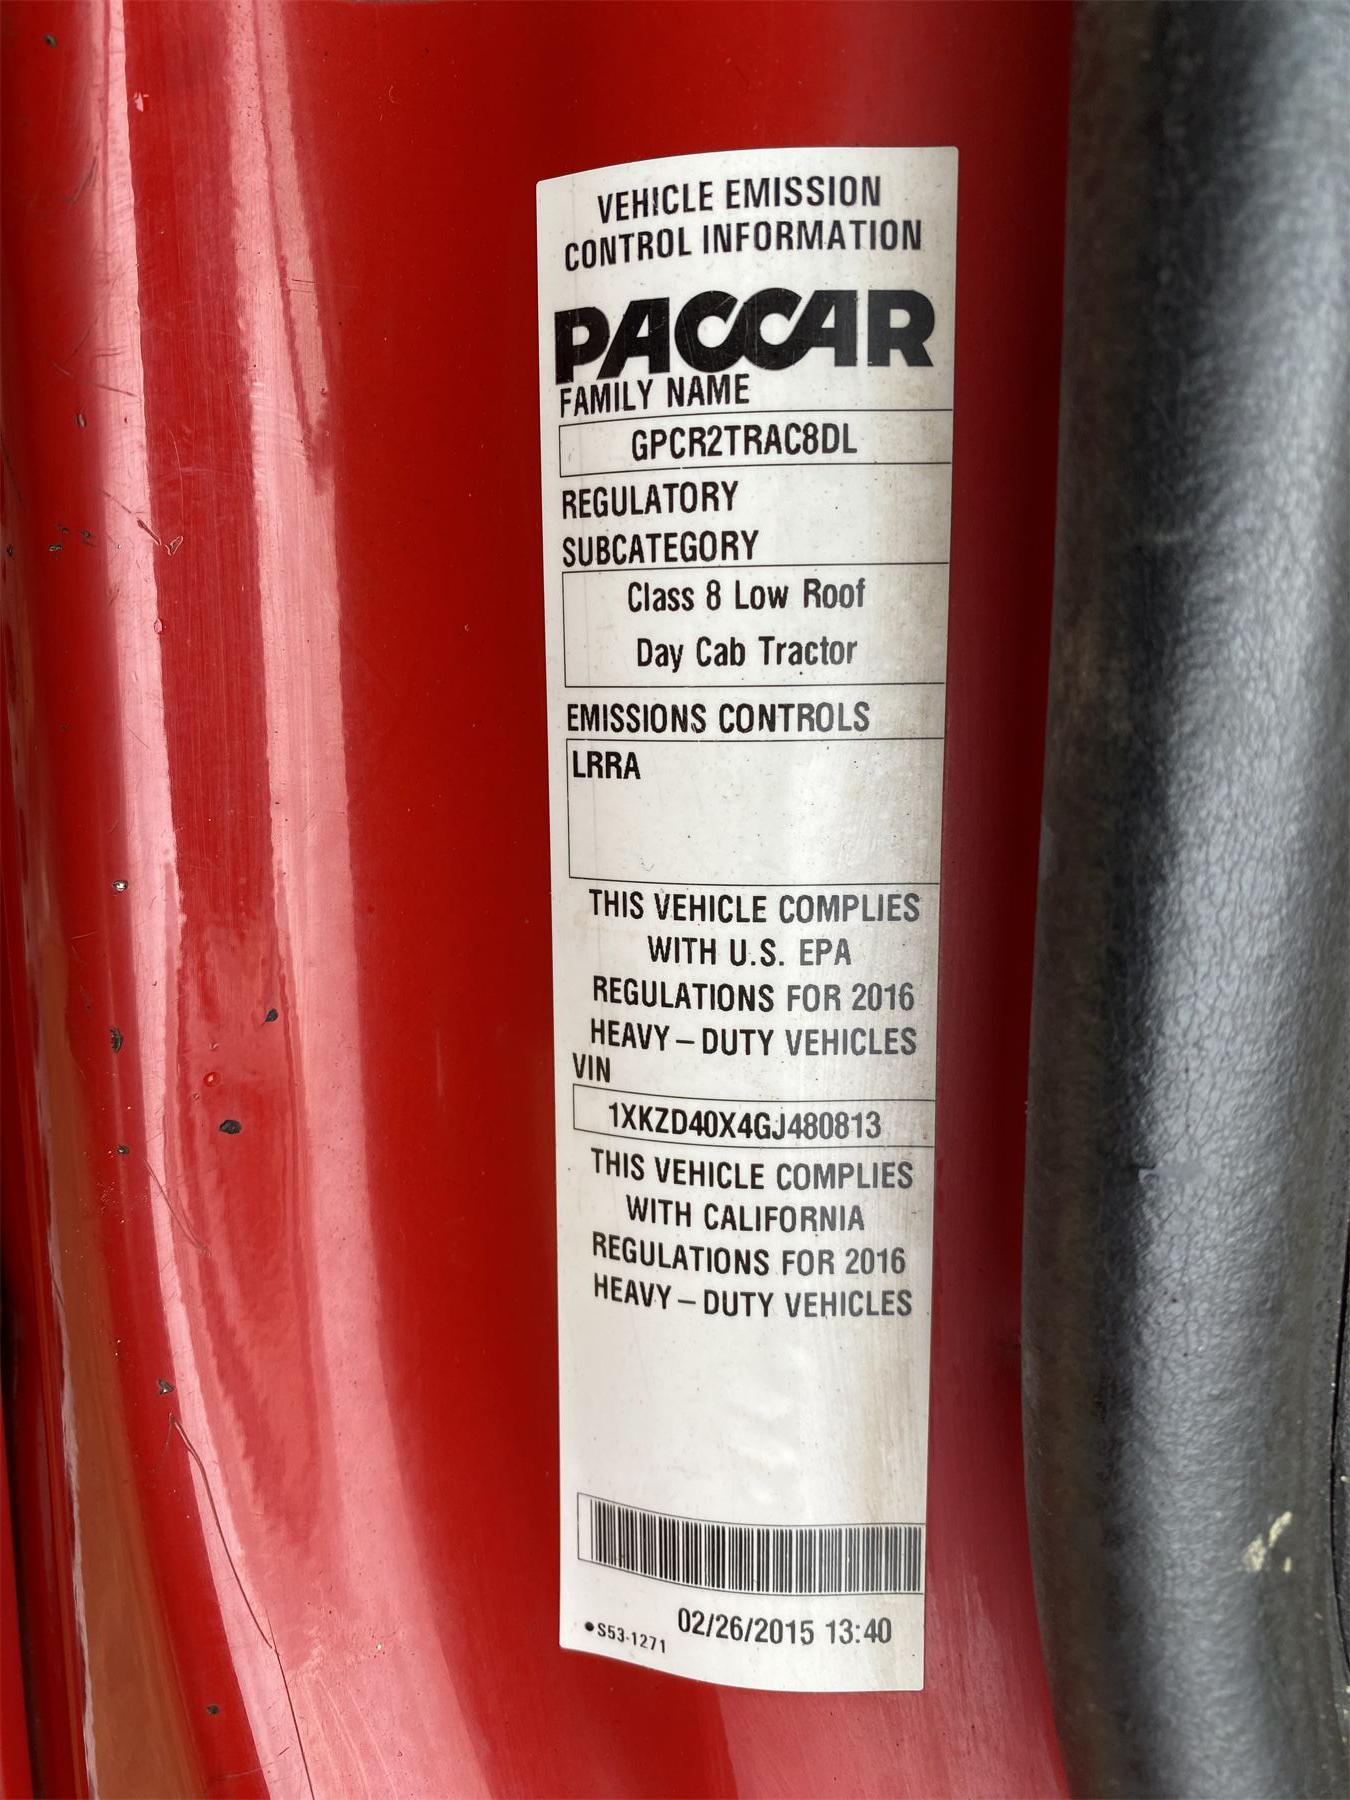 VEHICLE EMISSION
CONTROL INFORMATION
PACCAR
FAMILY NAME
GPCR2TRAC8DL
REGULATORY
SUBCATEGORY
Class 8 Low Roof
Day Cab Tractor
EMISSIONS CONTROLS
LRRA
THIS VEHICLE COMPLIES
WITH U.S. EPA
REGULATIONS FOR 2016
HEAVY–DUTY VEHICLES
VIN
1XKZD40X4GJ480813
THIS VEHICLE COMPLIES
WITH CALIFORNIA
REGULATIONS FOR 2016
HEAVY–DUTY VEHICLES
●S53-1271 02/26/2015 13:40